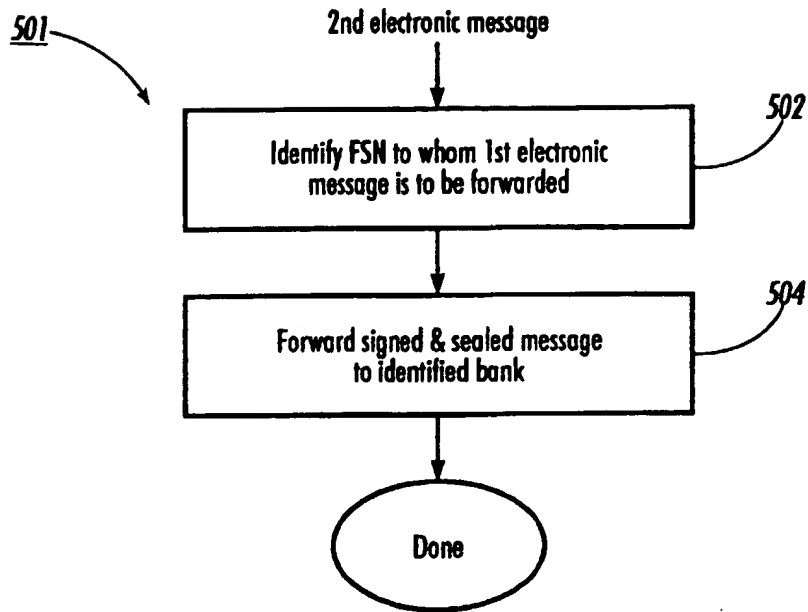 501
2nd electronic message
502
Identify FSN to whom 1st electronic
message is to be forwarded
504
Forward signed & sealed message
to identified bank
Done